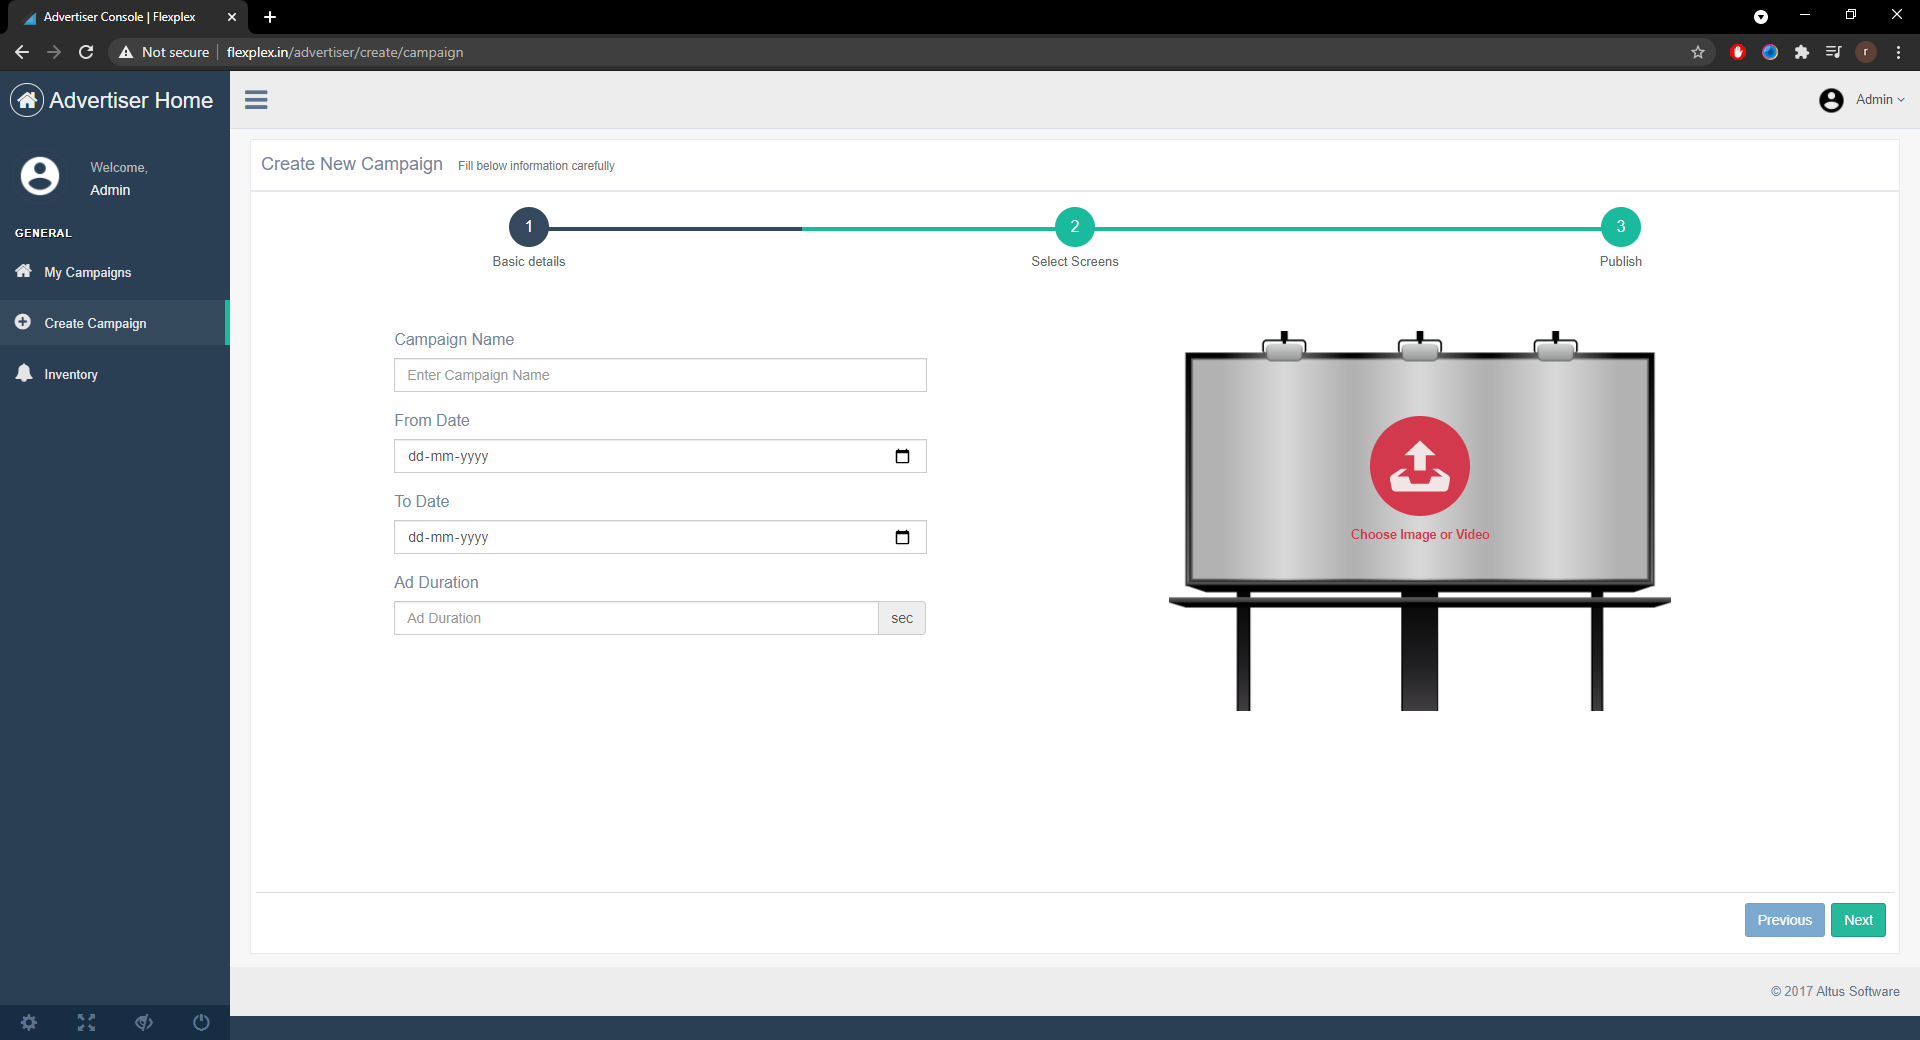 Advertiser Console | Flexplex
Not secure
flexplex.in/advertiser/create/campaign
r
Advertiser Home
Admin
Welcome,
Admin
GENERAL
My Campaigns
Create Campaign
Inventory
Create New Campaign Fill below information carefully
1
2
3
Basic details
Select Screens
Publish
Campaign Name
Enter Campaign Name
From Date
dd-mm-yyyy
To Date
dd-mm-yyyy
Ad Duration
Ad Duration
sec
Choose Image or Video
Previous
Next
© 2017 Altus Software